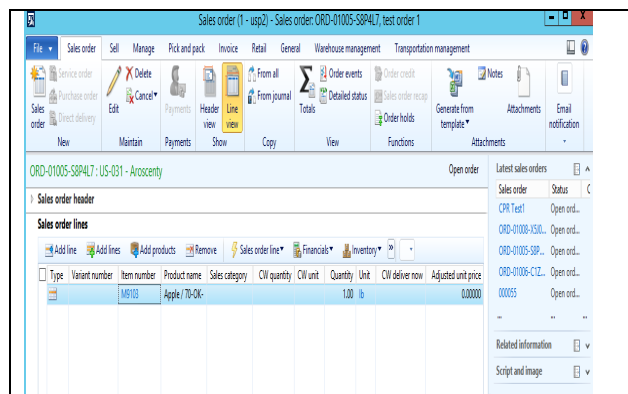 Sales order (1 - usp2) - Sales order: ORD-01005-S8P4L7, test order 1
File Sales order Sell Manage Pick and pack Invoice Retail General Warehouse management Transportation management
Sales order
Service order
Purchase order
Direct delivery
New
Edit
Delete
Cancel
Maintain
Payments
Payments
Header view
Line view
Show
From all
From journal
Copy
Totals
Order events
Detailed status
View
Order credit
Sales order recap
Order holds
Functions
Generate from template
Notes
Attachments
Attachments
Email notification
ORD-01005-S8P4L7 : US-031 - Aroscenty Open order
Sales order header
Sales order lines
Add line Add lines Add products Remove Sales order line Financials Inventory »
Type Variant number Item number Product name Sales category CW quantity CW unit Quantity Unit CW deliver now Adjusted unit price
M9103 Apple / 70-OK- 1.00 lb 0.00000
Latest sales orders
Sales order Status C
CPR Test1 Open ord...
ORD-01008-X5J0... Open ord...
ORD-01005-S8P... Open ord...
ORD-01006-C1Z... Open ord...
000055 Open ord...
... ... ...
Related information
Script and image